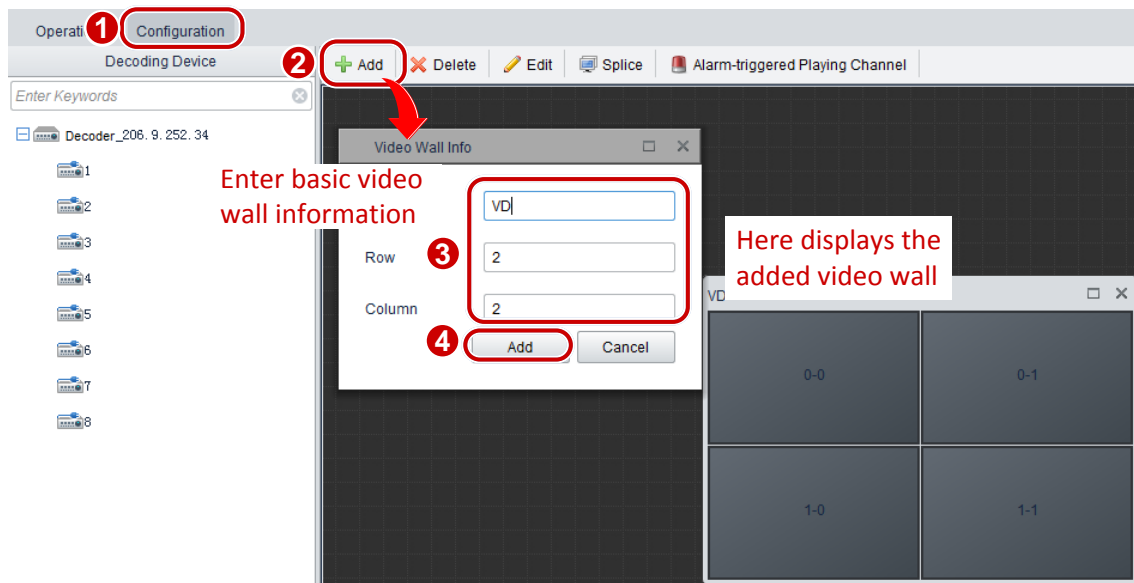 Operati
1
Configuration
Decoding Device
2
Add
Delete
Edit
Splice
Alarm-triggered Playing Channel
Enter Keywords
Decoder_206. 9. 252. 34
1
2
3
4
5
6
7
8
Enter basic video
wall information
Video Wall Info
VD
Row
3
2
Column
2
4
Add
Cancel
Here displays the
added video wall
VD
0-0
0-1
1-0
1-1